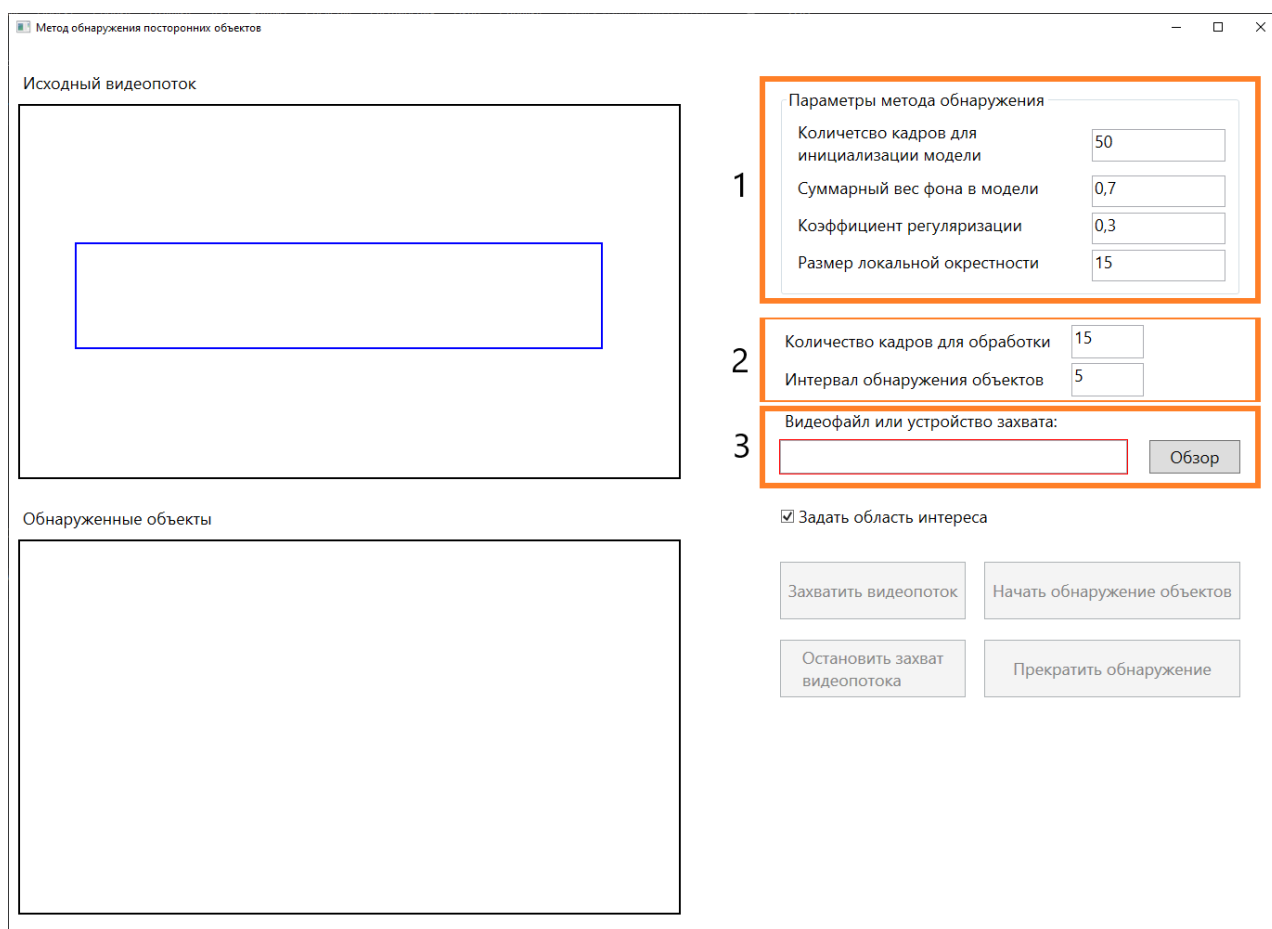 Метод обнаружения посторонних объектов
Исходный видеопоток
1
Параметры метода обнаружения
Количетсво кадров для
инициализации модели
50
Суммарный вес фона в модели
0,7
Коэффициент регуляризации
0,3
Размер локальной окрестности
15
2
Количество кадров для обработки
15
Интервал обнаружения объектов
5
3
Видеофайл или устройство захвата:
Обзор
Обнаруженные объекты
Задать область интереса
Захватить видеопоток
Начать обнаружение объектов
Остановить захват
видеопотока
Прекратить обнаружение